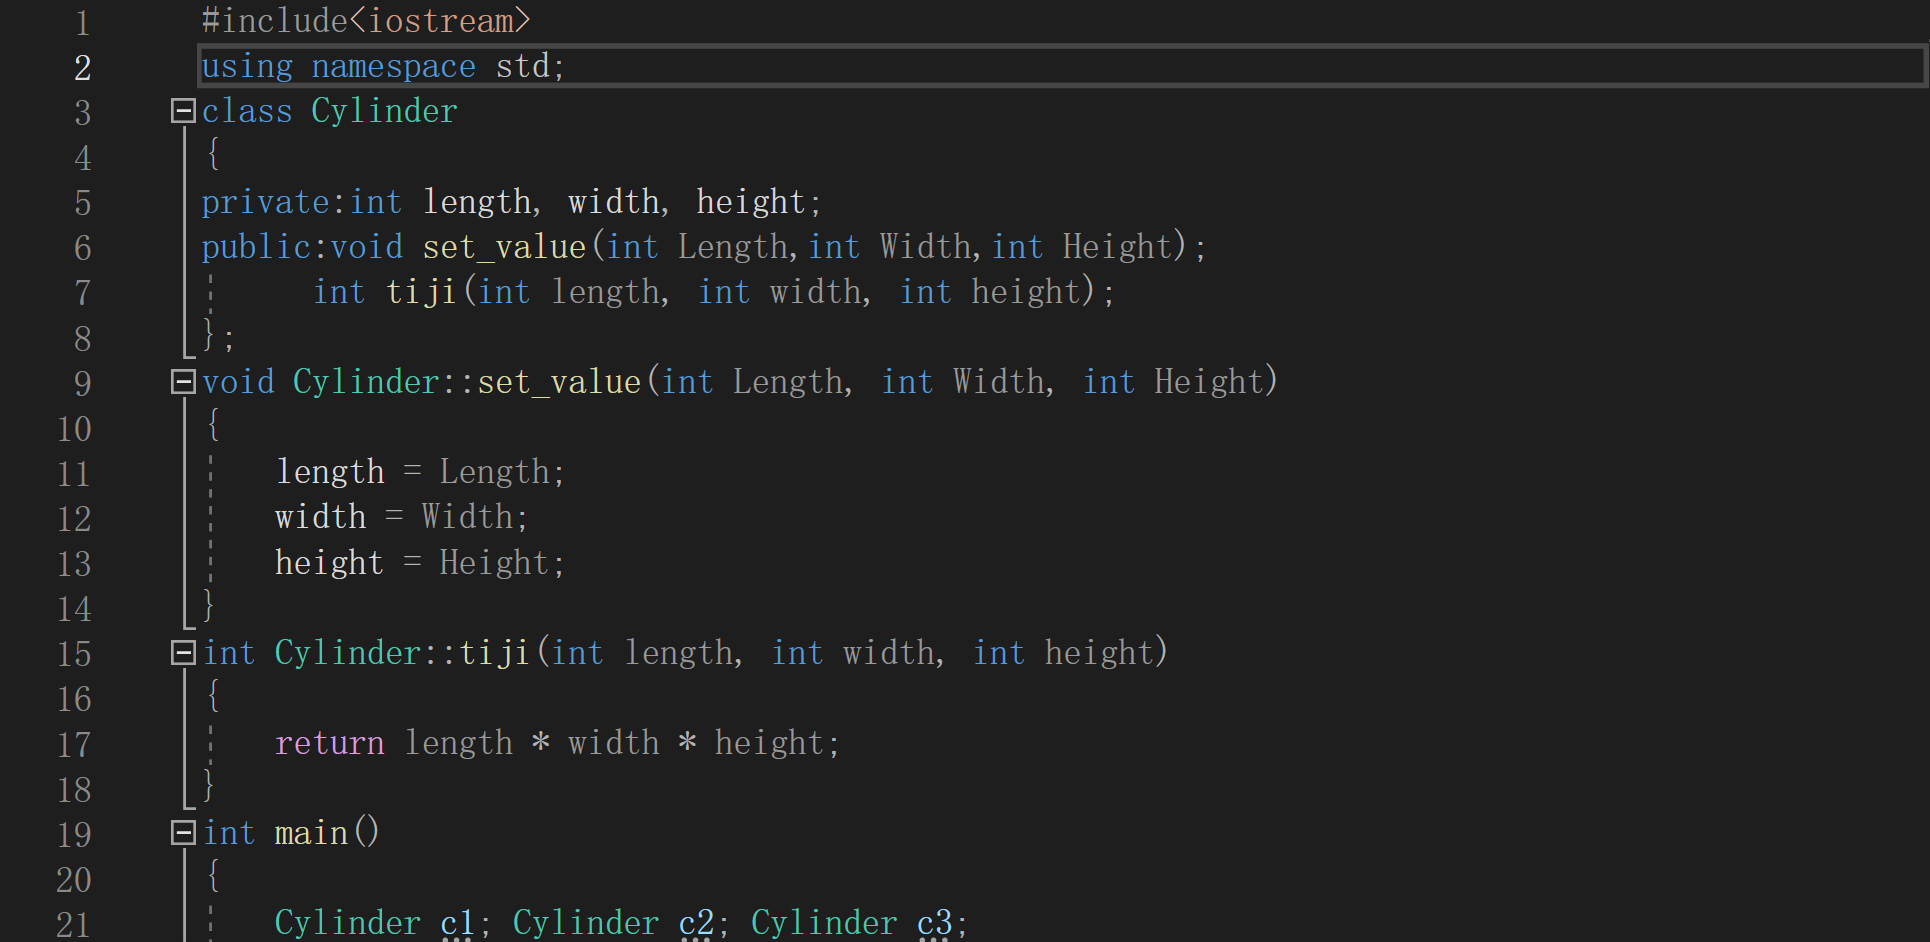 1 #include<iostream>
2 using namespace std;
3 class Cylinder
4 {
5 private:int length, width, height;
6 public:void set_value(int Length,int Width,int Height);
7 int tiji(int length, int width, int height);
8 };
9 void Cylinder::set_value(int Length, int Width, int Height)
10 {
11 length = Length;
12 width = Width;
13 height = Height;
14 }
15 int Cylinder::tiji(int length, int width, int height)
16 {
17 return length * width * height;
18 }
19 int main()
20 {
21 Cylinder c1; Cylinder c2; Cylinder c3;